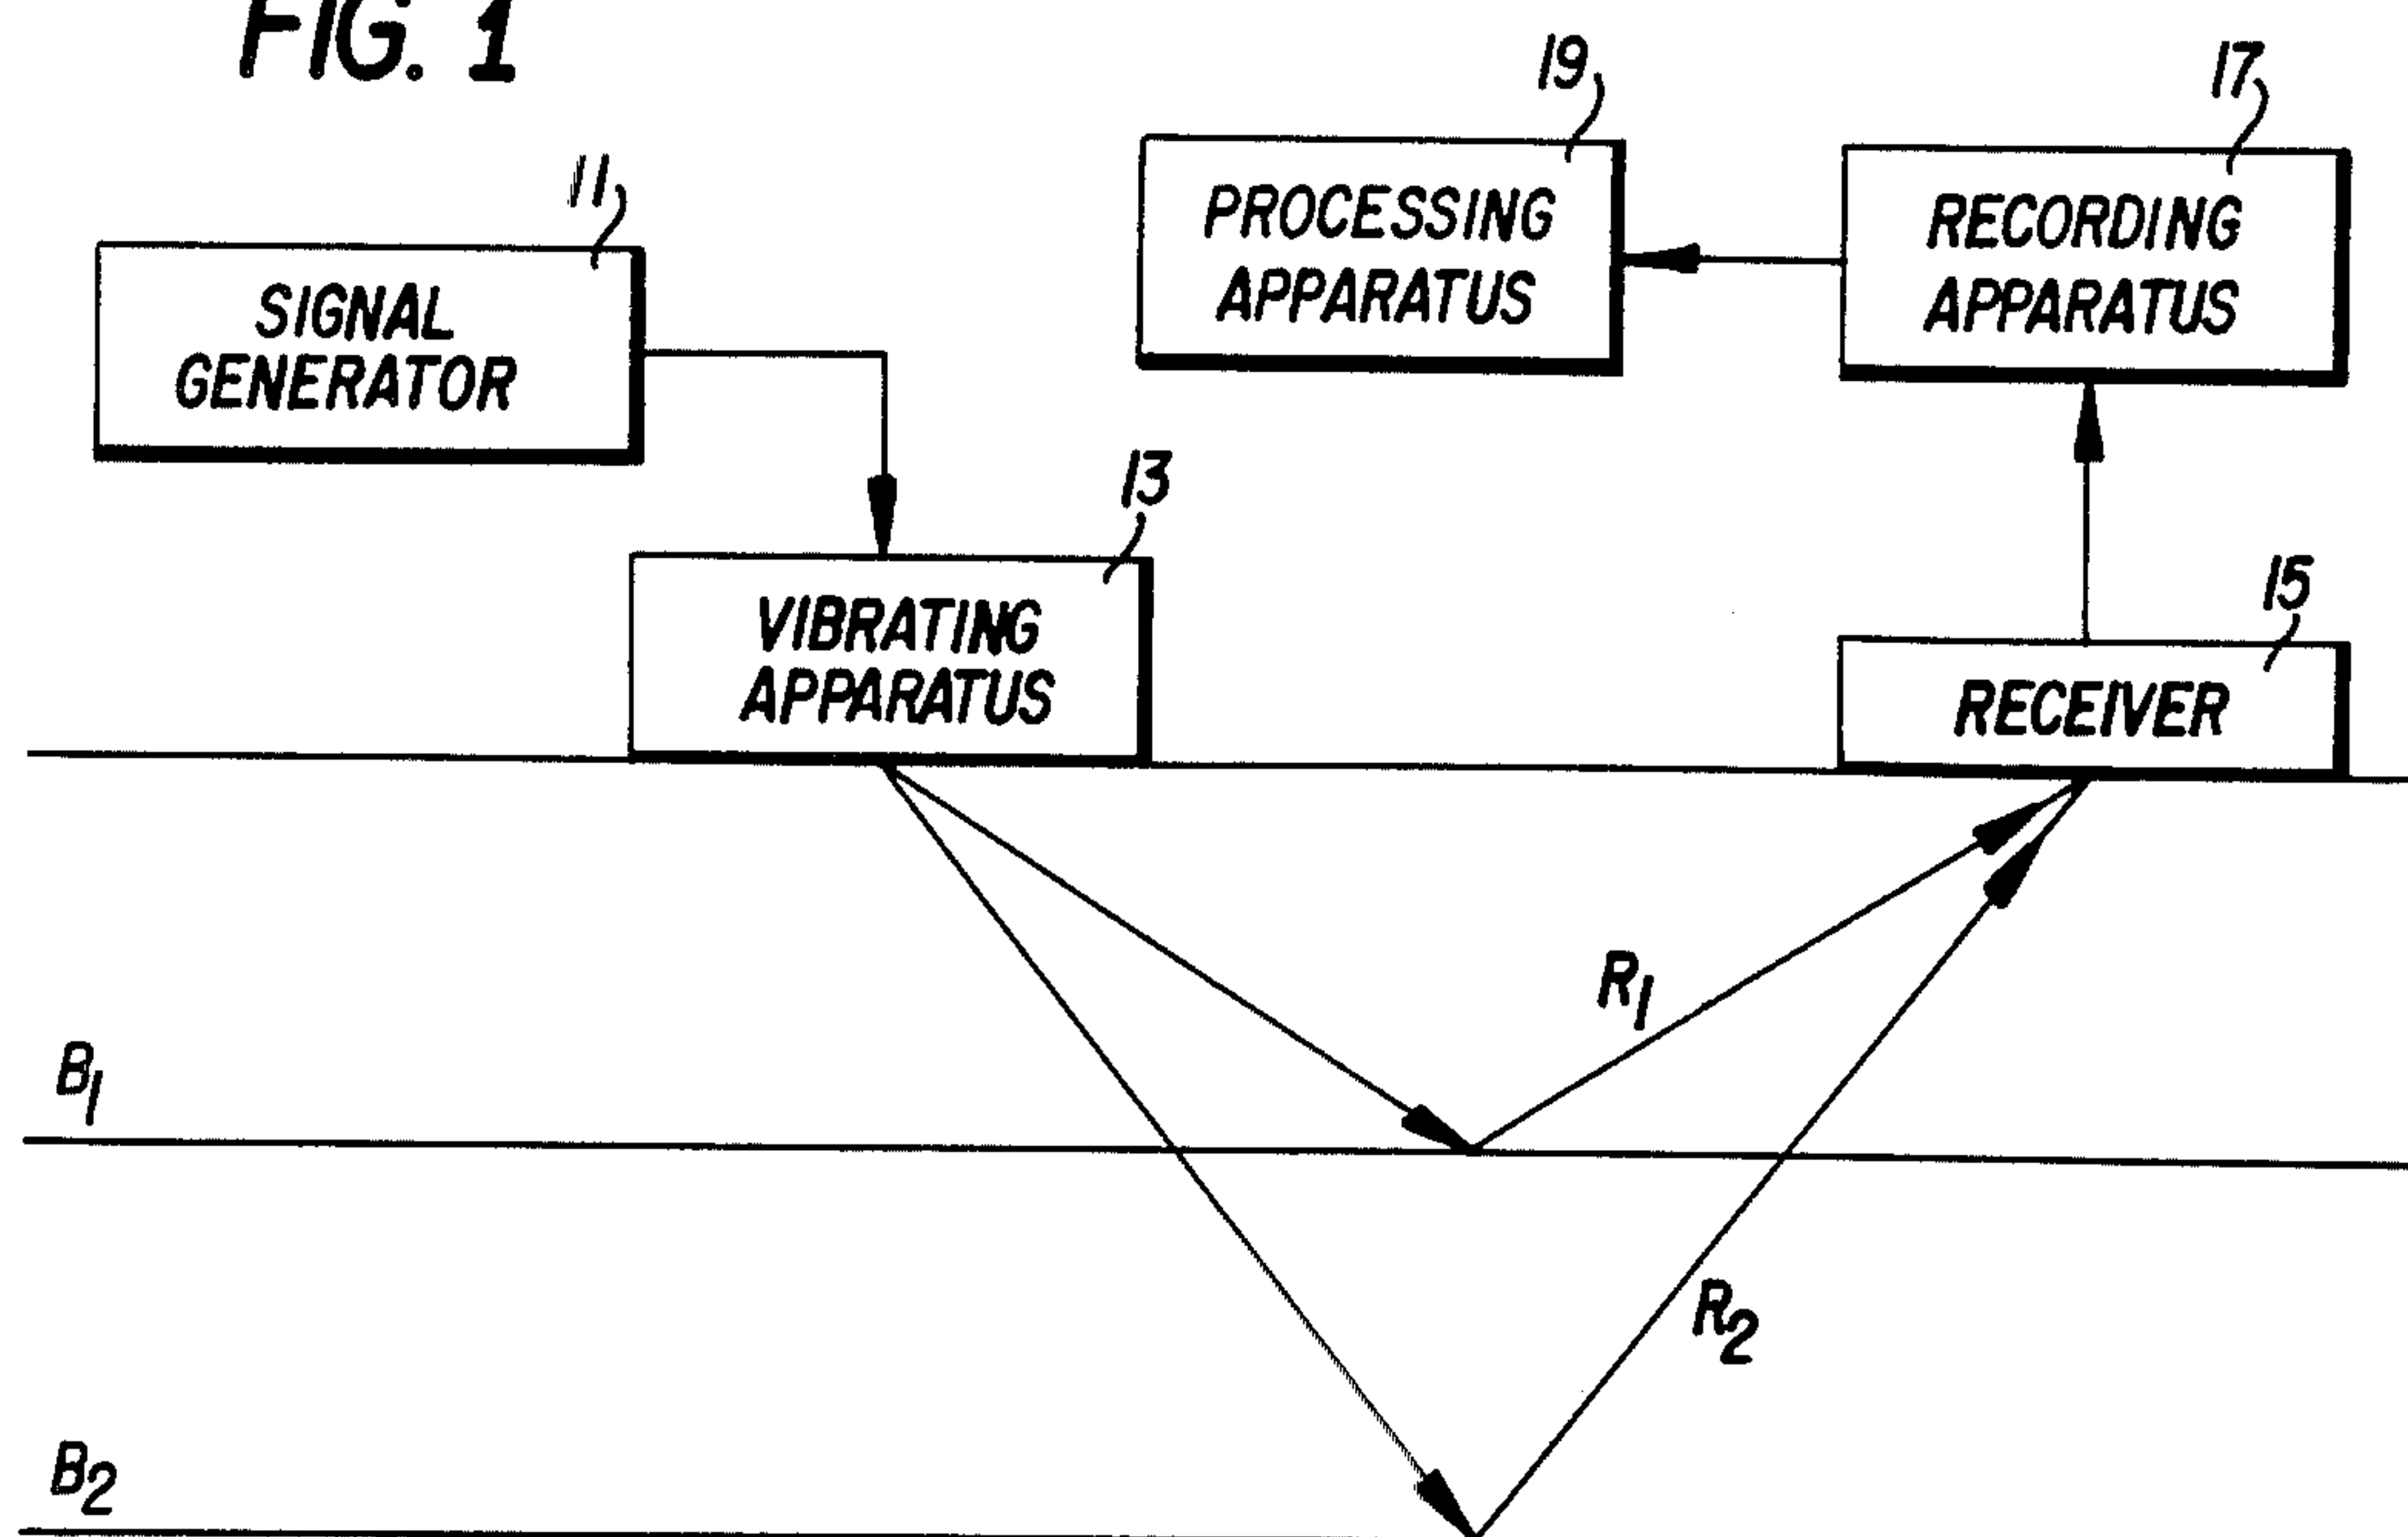 FIG. 1
19
17
11
PROCESSING
APPARATUS
RECORDING
APPARATUS
SIGNAL
GENERATOR
13
15
VIBRATING
APPARATUS
RECEIVER
R1
B1
R2
B2